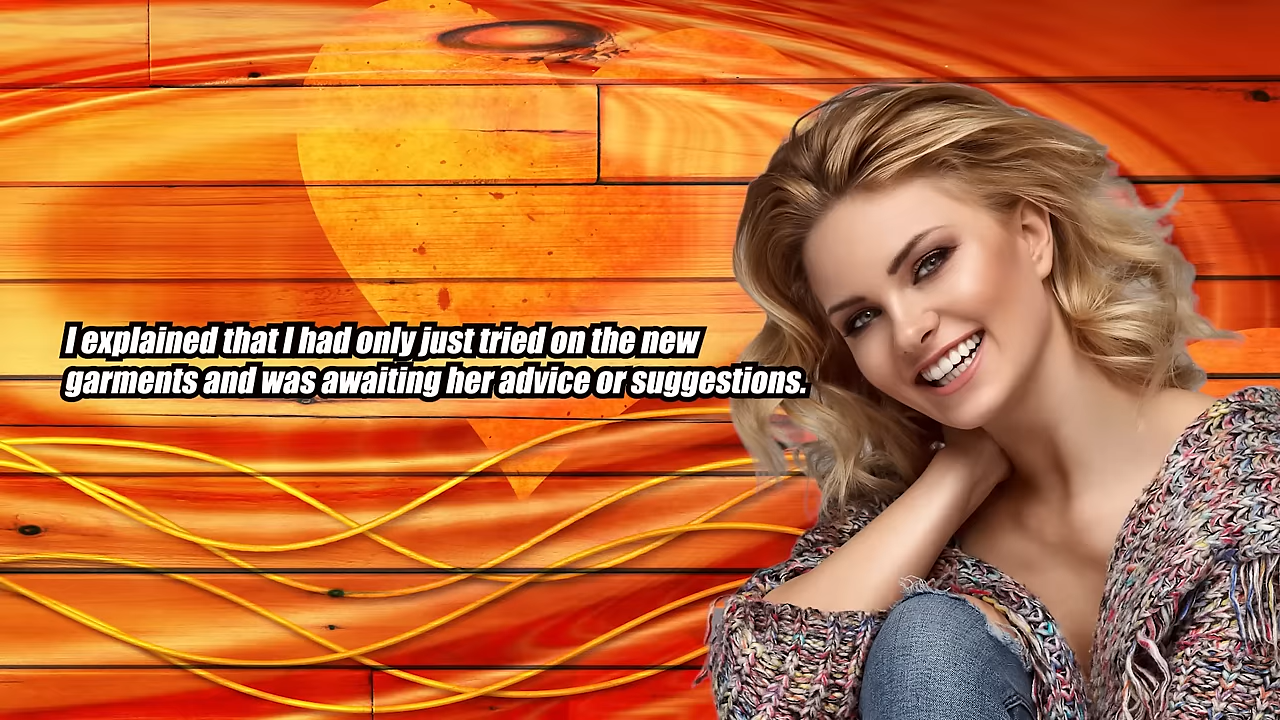 I explained that I had only just tried on the new
garments and was awaiting her advice or suggestions.